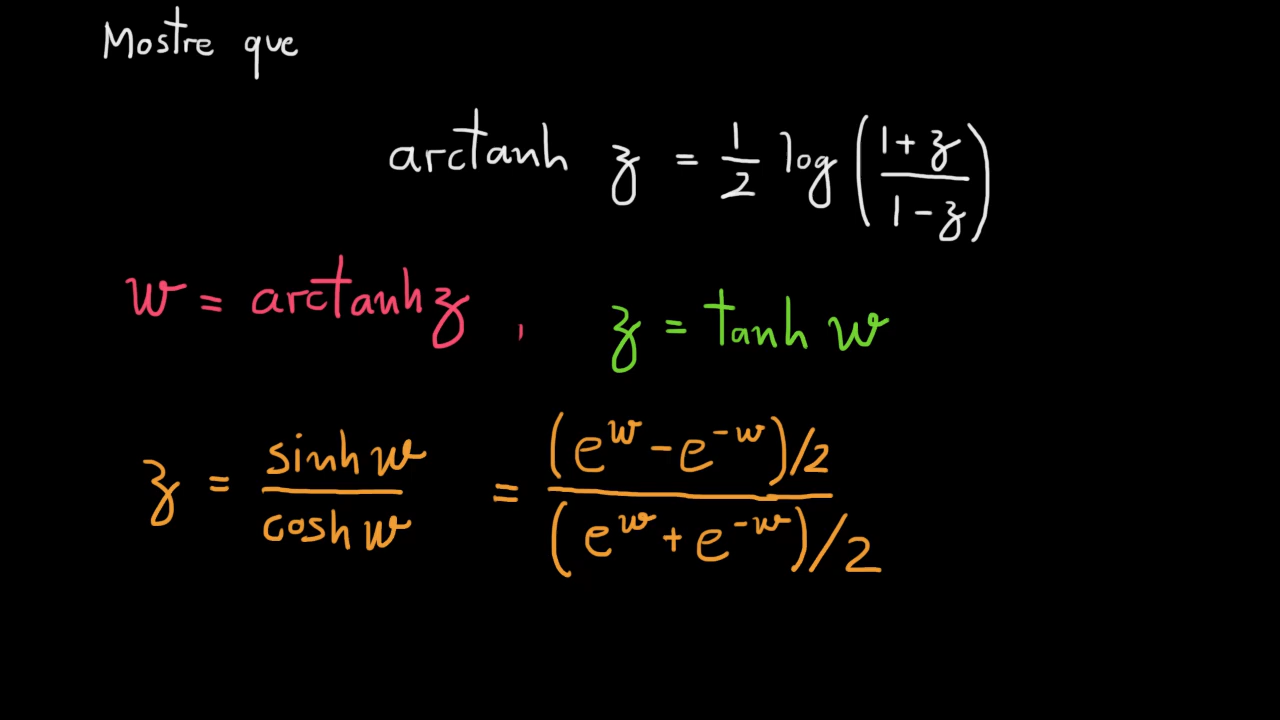 Mostre que
arctanh z = 1/2 log((1+z)/(1-z))
w = arctanh z , z = tanh w
z = sinh w / cosh w = (e^w - e^-w)/2 / (e^w + e^-w)/2